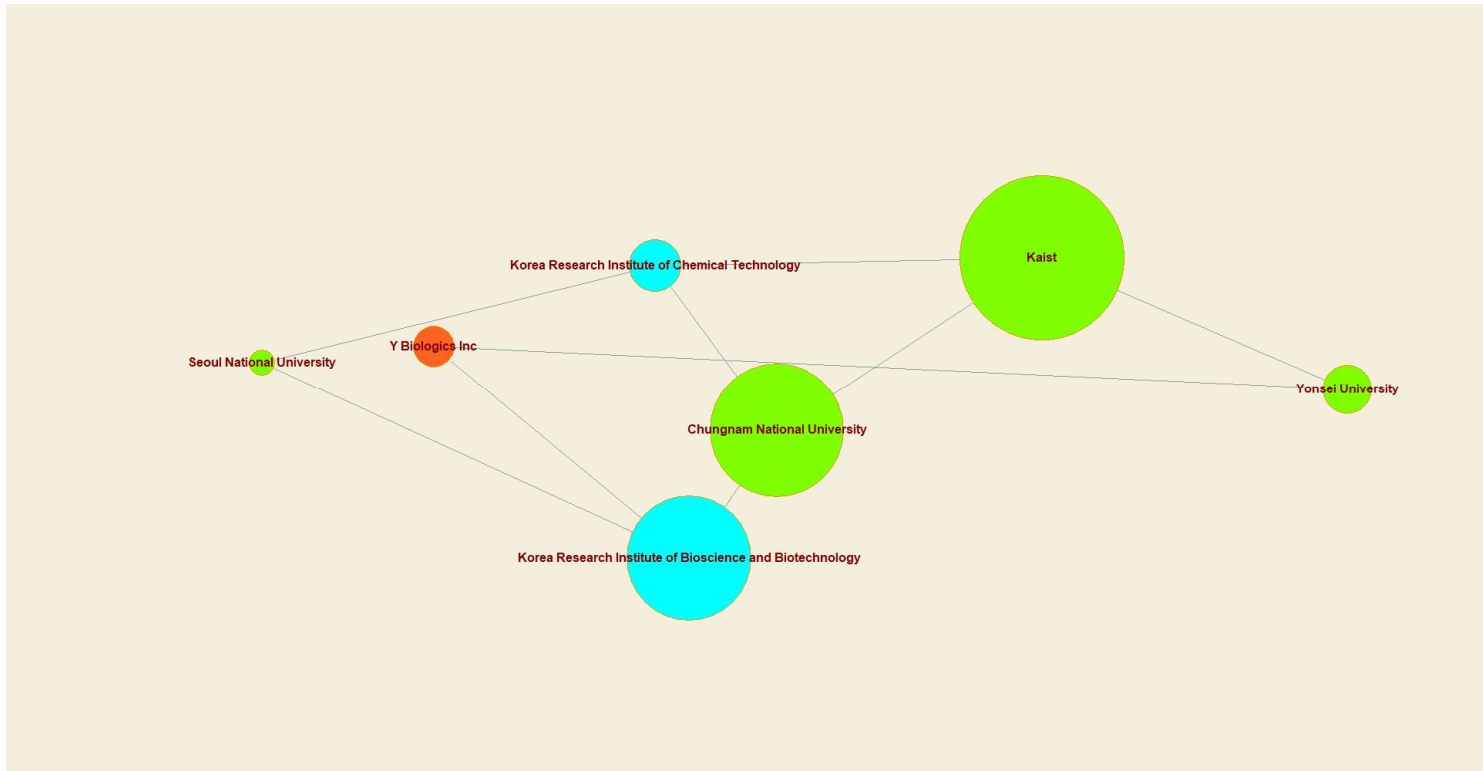 Kaist
Korea Research Institute of Chemical Technology
Y Biologics Inc
Seoul National University
Yonsei University
Chungnam National University
Korea Research Institute of Bioscience and Biotechnology